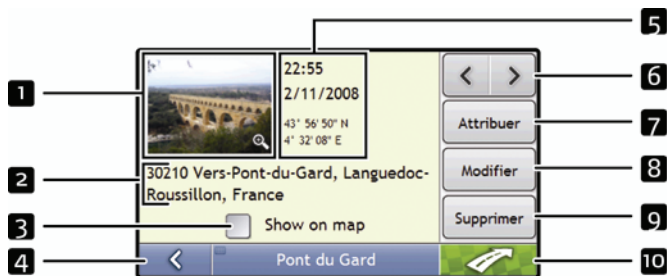 5
1
22:55
2/11/2008
43° 56' 50" N
4° 32' 08" E
6
Attribuer
7
2
30210 Vers-Pont-du-Gard, Languedoc-
Roussillon, France
Modifier
8
3
Show on map
Supprimer
9
4
Pont du Gard
10